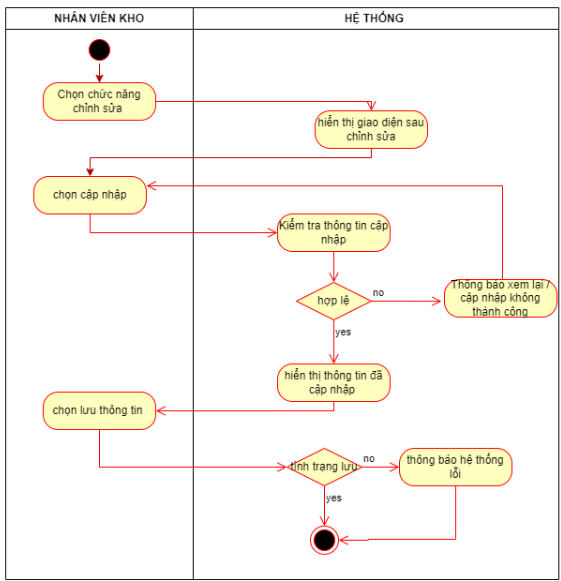 NHÂN VIÊN KHO
HỆ THỐNG
Chọn chức năng
chỉnh sửa
hiển thị giao diện sau
chỉnh sửa
chọn cập nhập
Kiểm tra thông tin cập
nhập
hợp lệ
no
Thông báo xem lại /
cập nhập không
thành công
yes
hiển thị thông tin đã
cập nhập
chọn lưu thông tin
tình trạng lưu
no
thông báo hệ thống
lỗi
yes